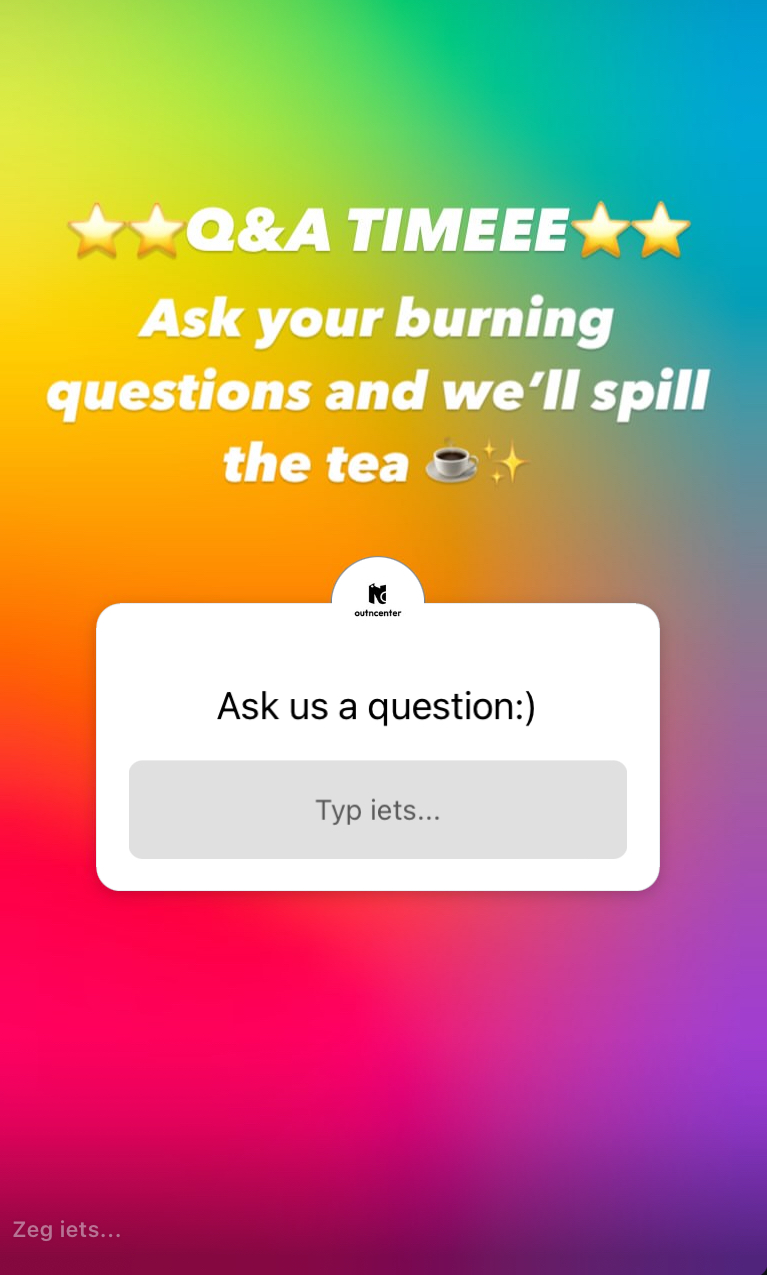 ⭐⭐Q&A TIMEEE⭐⭐
Ask your burning
questions and we’ll spill
the tea ☕✨
outncenter
Ask us a question:)
Typ iets...
Zeg iets...